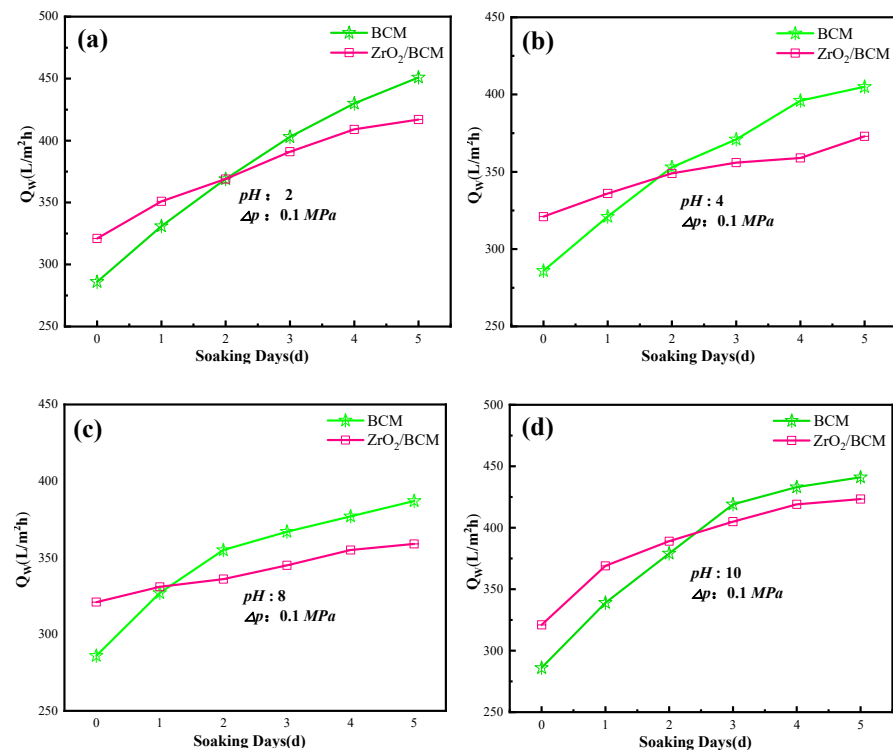 (a)
BCM
ZrO₂/BCM
500
450
400
350
300
250
Q_W(L/m²h)
pH : 2
△p : 0.1 MPa
0 1 2 3 4 5
Soaking Days(d)
(b)
BCM
ZrO₂/BCM
450
400
350
300
250
Q_W(L/m²h)
pH : 4
△p : 0.1 MPa
0 1 2 3 4 5
Soaking Days(d)
(c)
BCM
ZrO₂/BCM
450
400
350
300
250
Q_W(L/m²h)
pH : 8
△p : 0.1 MPa
0 1 2 3 4 5
Soaking Days(d)
(d)
BCM
ZrO₂/BCM
500
450
400
350
300
250
Q_W(L/m²h)
pH : 10
△p : 0.1 MPa
0 1 2 3 4 5
Soaking Days(d)